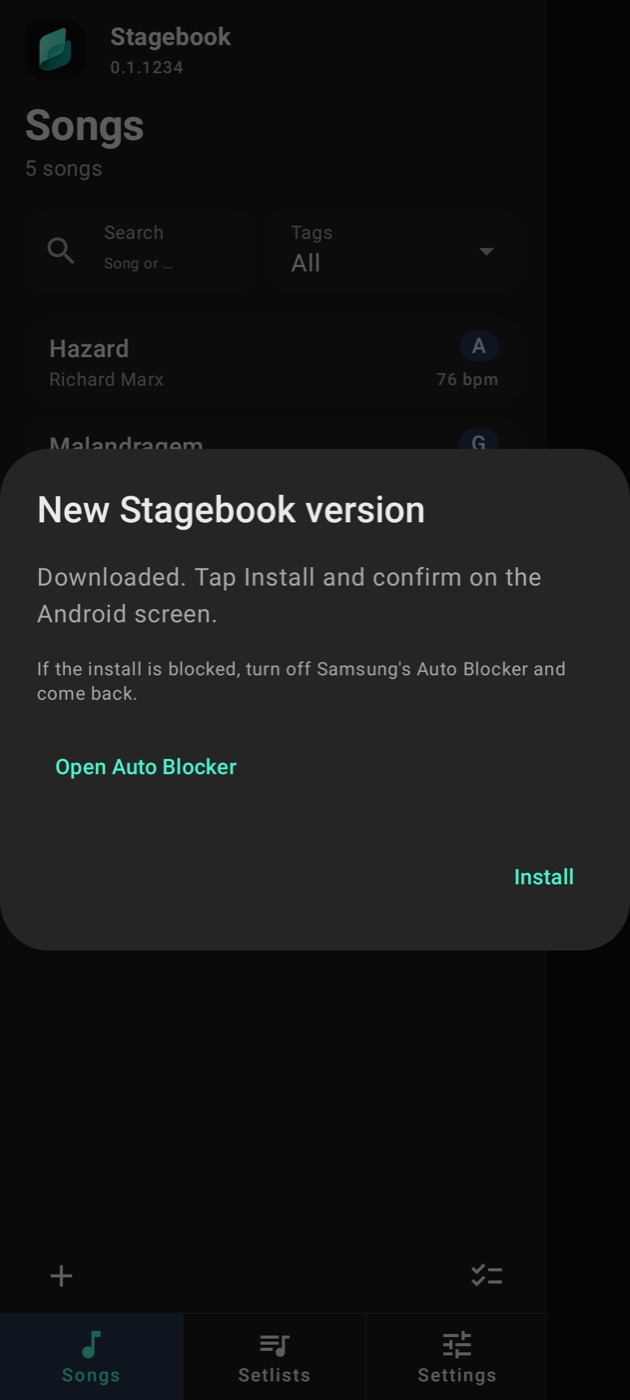 Stagebook
0.1.1234
Songs
5 songs
Search
Song or …
Tags
All
Hazard
A
Richard Marx
76 bpm
Malandragem
G
New Stagebook version
Downloaded. Tap Install and confirm on the
Android screen.
If the install is blocked, turn off Samsung's Auto Blocker and
come back.
Open Auto Blocker
Install
Songs
Setlists
Settings